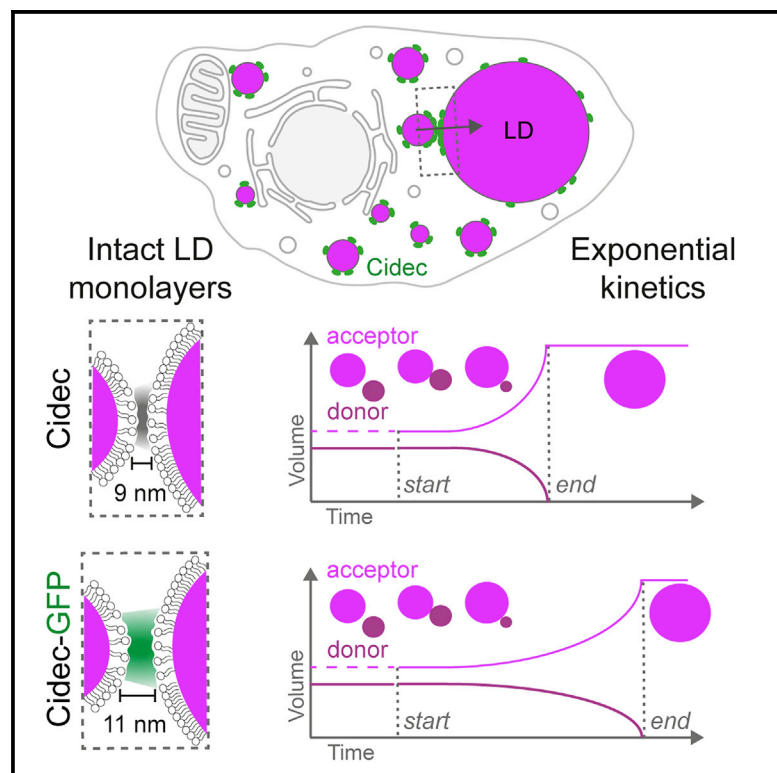 LD
Cidec
Intact LD
monolayers
Exponential
kinetics
Cidec
9 nm
acceptor
donor
Volume
start
end
Time
Cidec-GFP
11 nm
acceptor
donor
Volume
start
end
Time